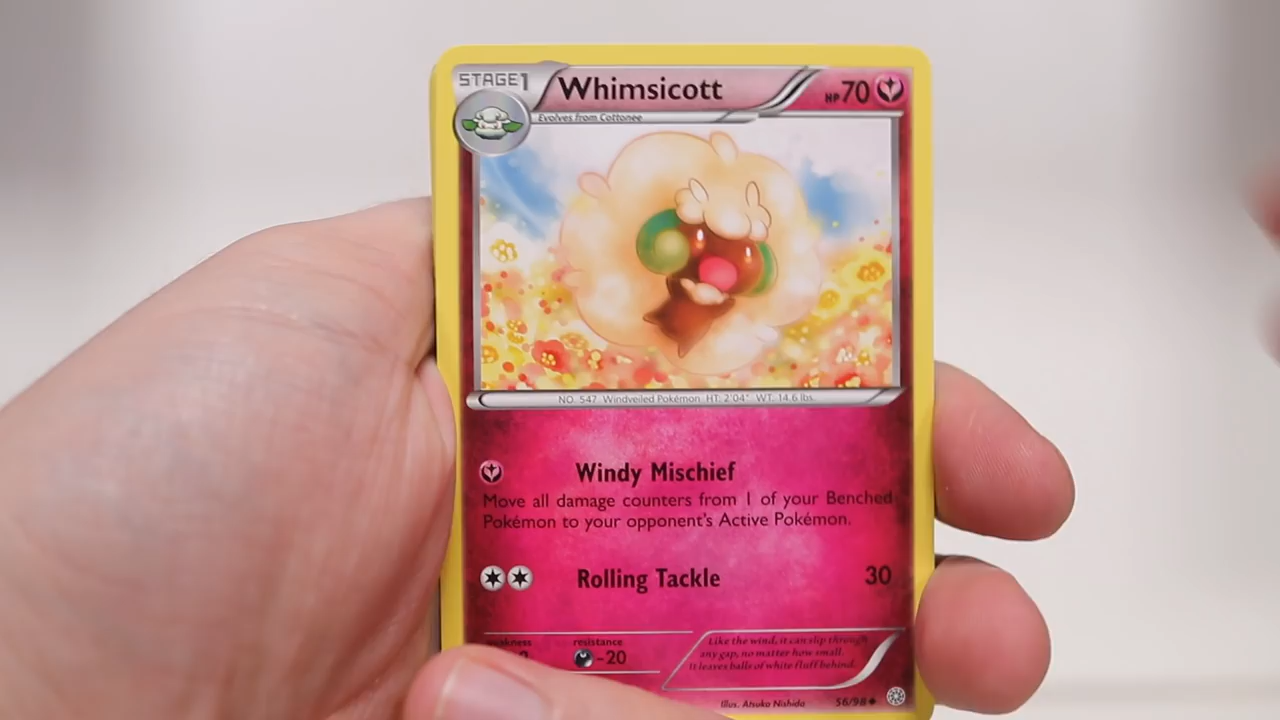 STAGE1 Whimsicott HP70
Evolves from Cottonee
NO. 547 Windveiled Pokémon HT: 2'04" WT: 14.6 lbs.
Windy Mischief
Move all damage counters from 1 of your Benched
Pokémon to your opponent's Active Pokémon.
Rolling Tackle 30
resistance
-20
Like the wind, it can slip through
any gap, no matter how small.
It leaves balls of white fluff behind.
Illus. Atsuko Nishida 56/98